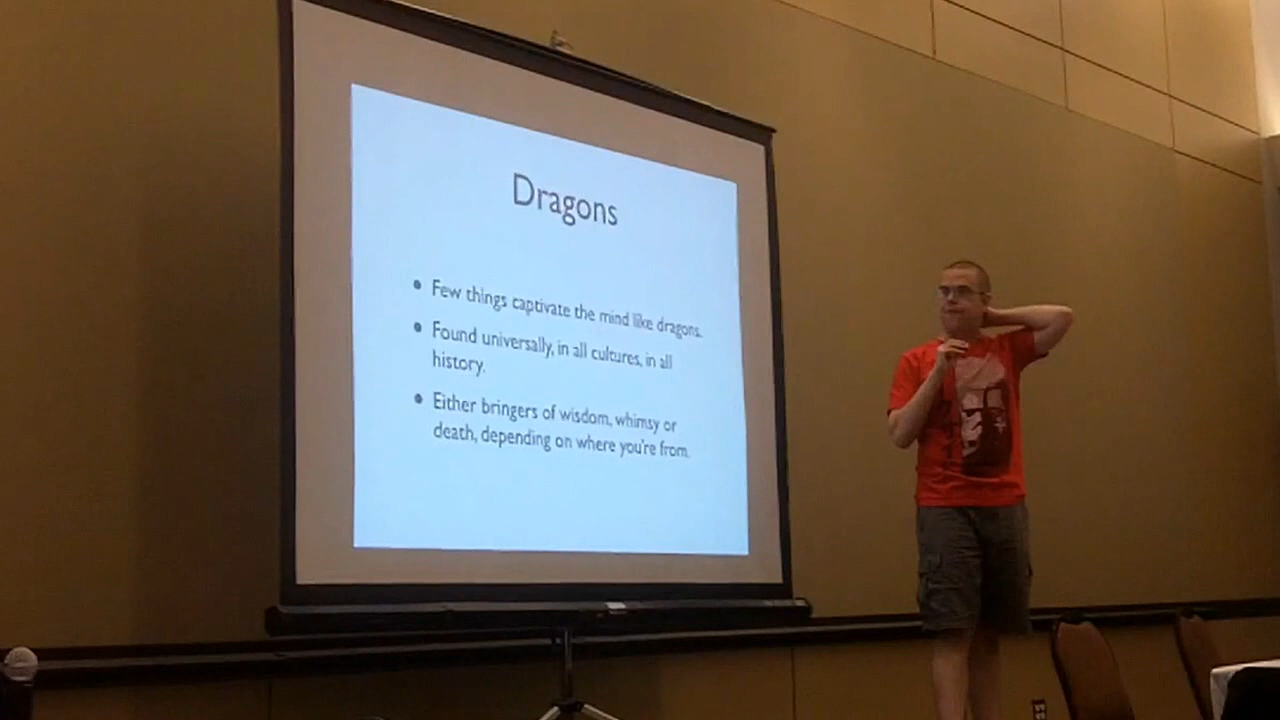 Dragons
• Few things captivate the mind like dragons.
• Found universally, in all cultures, in all
history.
• Either bringers of wisdom, whimsy or
death, depending on where you're from.